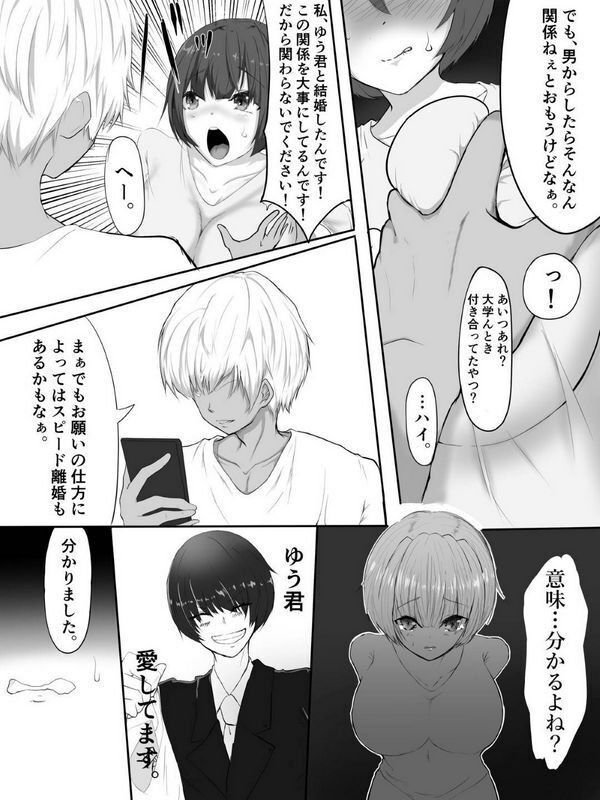 でも、男からしたらそんなん
関係ねぇとおもうけどなぁ。
っ!
あいつあれ?
大学んとき
付き合ってたやつ?
…ハイ。
私、ゆう君と結婚したんです!
この関係を大事にしてるんです!
だから関わらないでください!
へー。
まぁでもお願いの仕方に
よってはスピード離婚も
あるかもなぁ。
意味…分かるよね?
ゆう君
愛してます。
分かりました。